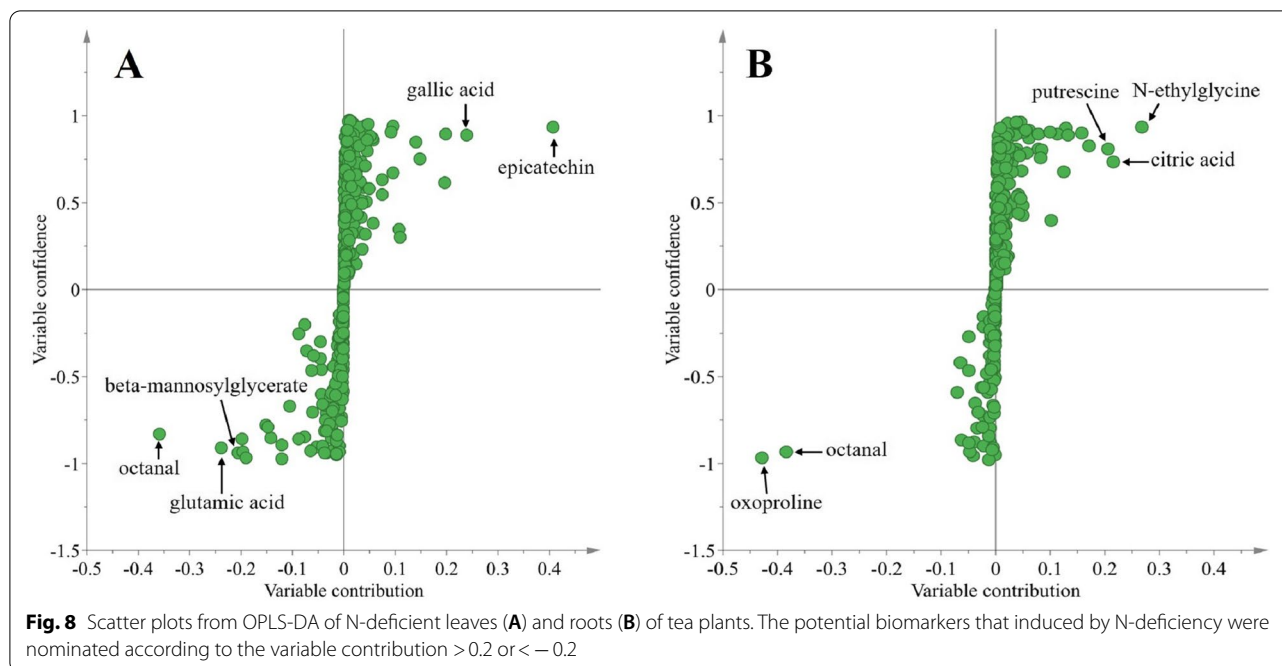 A
B
gallic acid
epicatechin
beta-mannosylglycerate
octanal
glutamic acid
Variable confidence
1
0.5
0
-0.5
-1
-1.5
-0.5 -0.4 -0.3 -0.2 -0.1 0 0.1 0.2 0.3 0.4
Variable contribution
putrescine
N-ethylglycine
citric acid
octanal
oxoproline
Variable confidence
1
0.5
0
-0.5
-1
-1.5
-0.5 -0.4 -0.3 -0.2 -0.1 0 0.1 0.2 0.3 0.4
Variable contribution
Fig. 8 Scatter plots from OPLS-DA of N-deficient leaves (A) and roots (B) of tea plants. The potential biomarkers that induced by N-deficiency were
nominated according to the variable contribution > 0.2 or < − 0.2